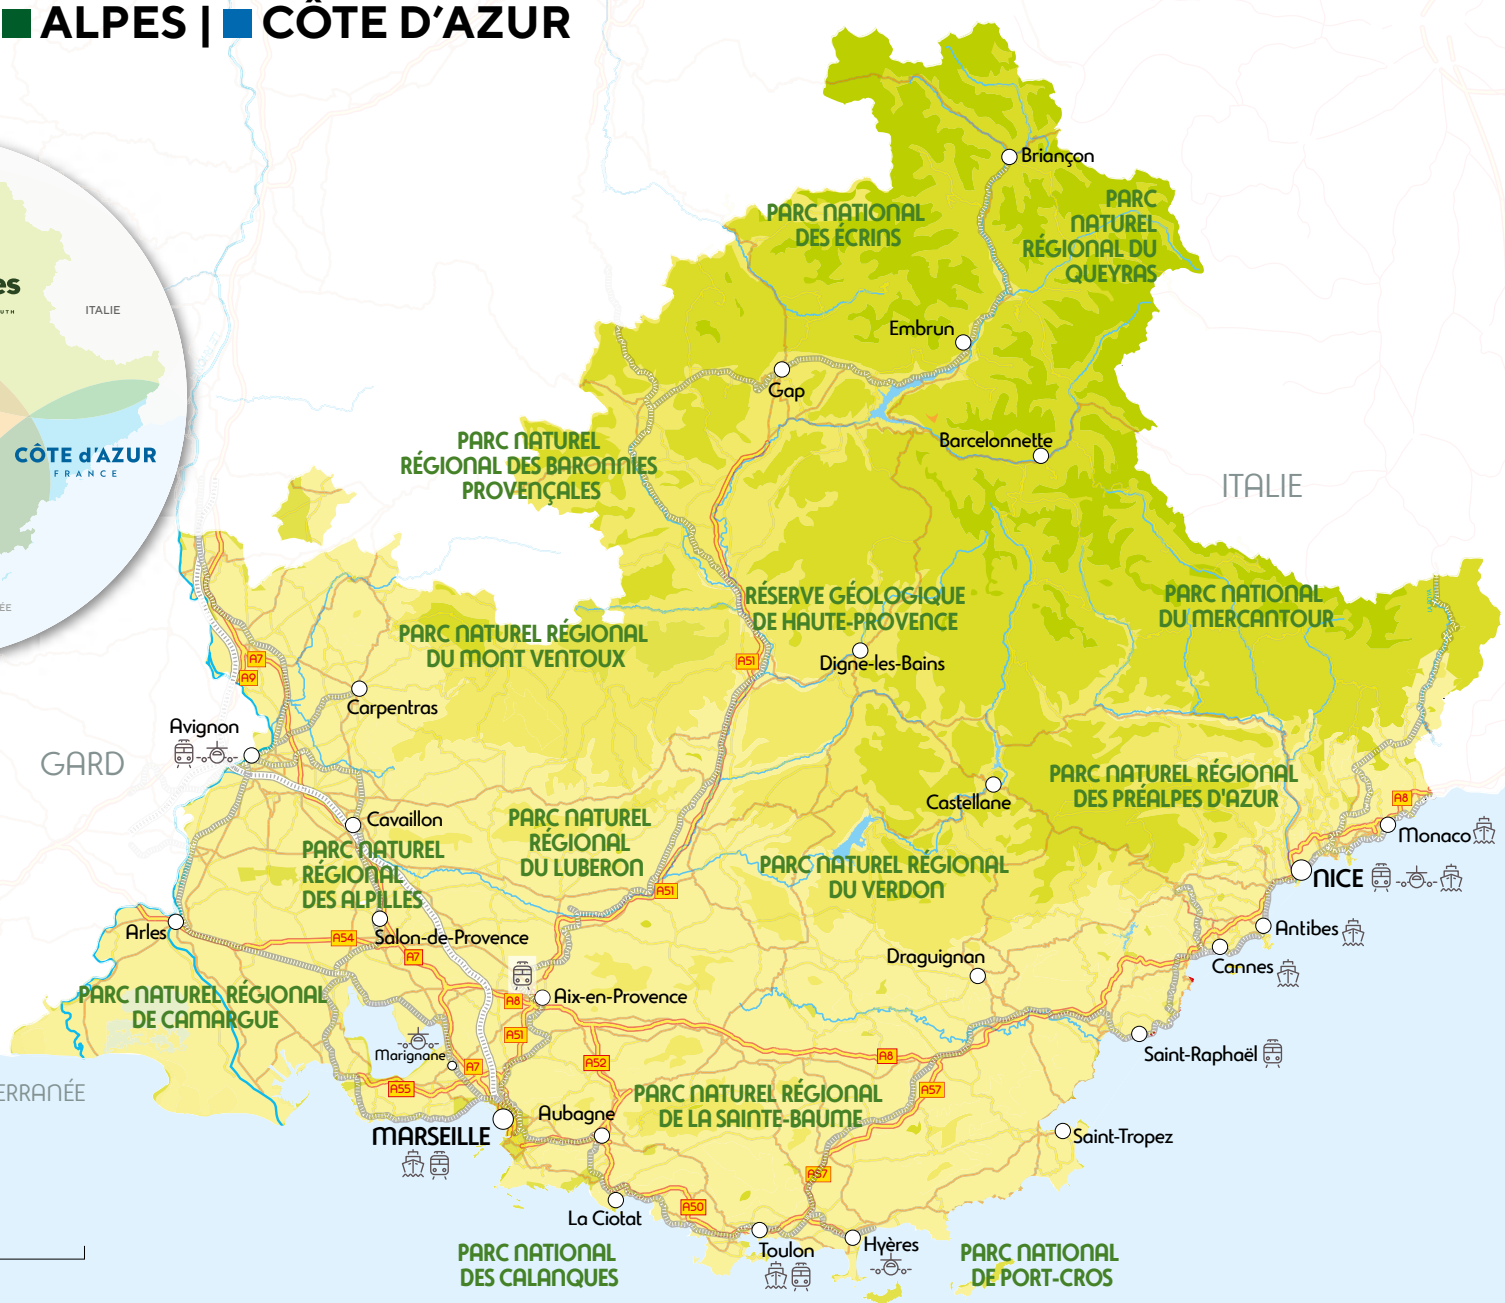 ALPES | CÔTE D'AZUR
ITALIE
CÔTE d'AZUR
FRANCE
Briançon
PARC NATIONAL
DES ÉCRINS
PARC
NATUREL
RÉGIONAL DU
QUEYRAS
Embrun
Gap
Barcelonnette
PARC NATUREL
RÉGIONAL DES BARONNIES
PROVENÇALES
ITALIE
RÉSERVE GÉOLOGIQUE
DE HAUTE-PROVENCE
PARC NATIONAL
DU MERCANTOUR
PARC NATUREL RÉGIONAL
DU MONT VENTOUX
A7
A9
A51
Digne-les-Bains
Carpentras
Avignon
GARD
PARC NATUREL RÉGIONAL
DES PRÉALPES D'AZUR
Castellane
A8
Monaco
Cavaillon
PARC NATUREL
RÉGIONAL
DU LUBERON
PARC NATUREL
RÉGIONAL
DES ALPILLES
PARC NATUREL RÉGIONAL
DU VERDON
NICE
A51
Arles
Salon-de-Provence
A54
A7
Antibes
Cannes
Draguignan
PARC NATUREL RÉGIONAL
DE CAMARGUE
A8
Aix-en-Provence
A51
Marignane
A7
A52
A8
Saint-Raphaël
A55
A57
ERRANÉE
PARC NATUREL RÉGIONAL
DE LA SAINTE-BAUME
Aubagne
MARSEILLE
Saint-Tropez
A57
A50
La Ciotat
Toulon
Hyères
PARC NATIONAL
DES CALANQUES
PARC NATIONAL
DE PORT-CROS